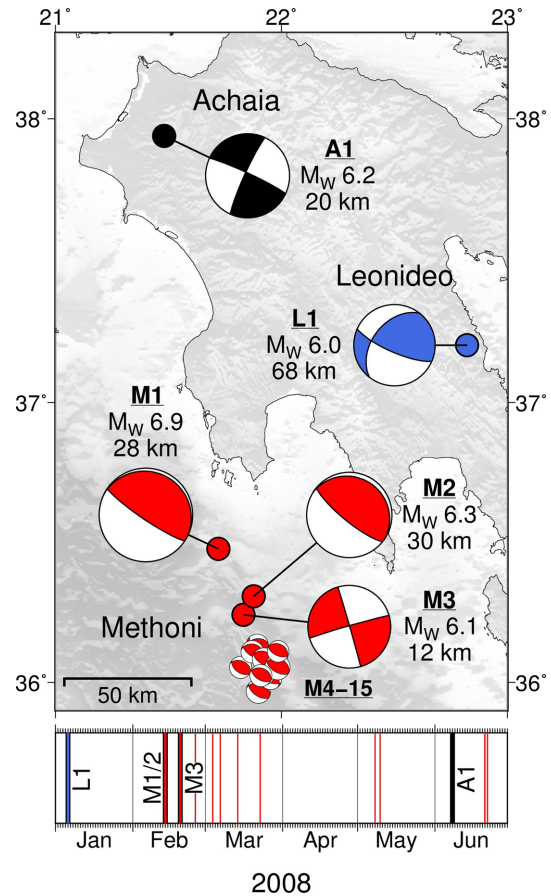 21°
22°
23°
38°
38°
Achaia
A1
MW 6.2
20 km
Leonideo
L1
MW 6.0
68 km
37°
37°
M1
MW 6.9
28 km
M2
MW 6.3
30 km
M3
MW 6.1
12 km
Methoni
M4–15
36°
36°
50 km
L1
M1/2
M3
A1
Jan
Feb
Mar
Apr
May
Jun
2008